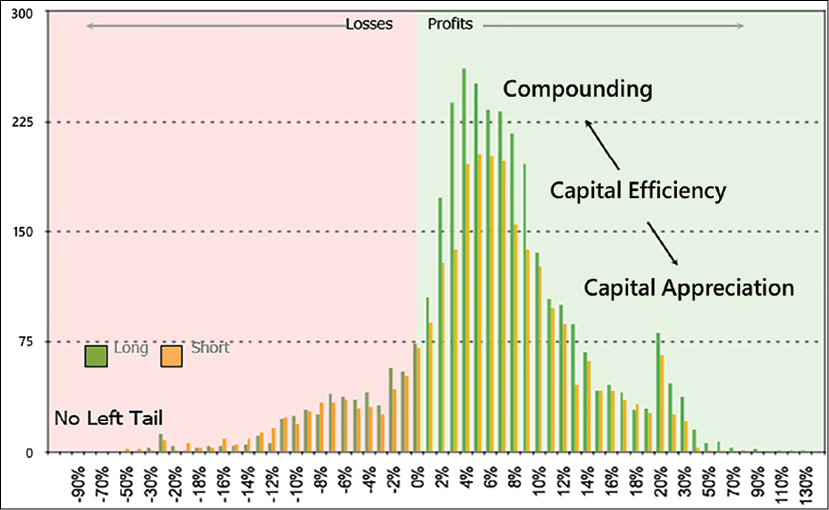 300
Losses
Profits
Compounding
225
Capital Efficiency
150
Capital Appreciation
75
Long
Short
No Left Tail
0
-90% -70% -50% -30% -20% -18% -16% -14% -12% -10% -8% -6% -4% -2% 0% 2% 4% 6% 8% 10% 12% 14% 16% 18% 20% 30% 50% 70% 90% 110% 130%